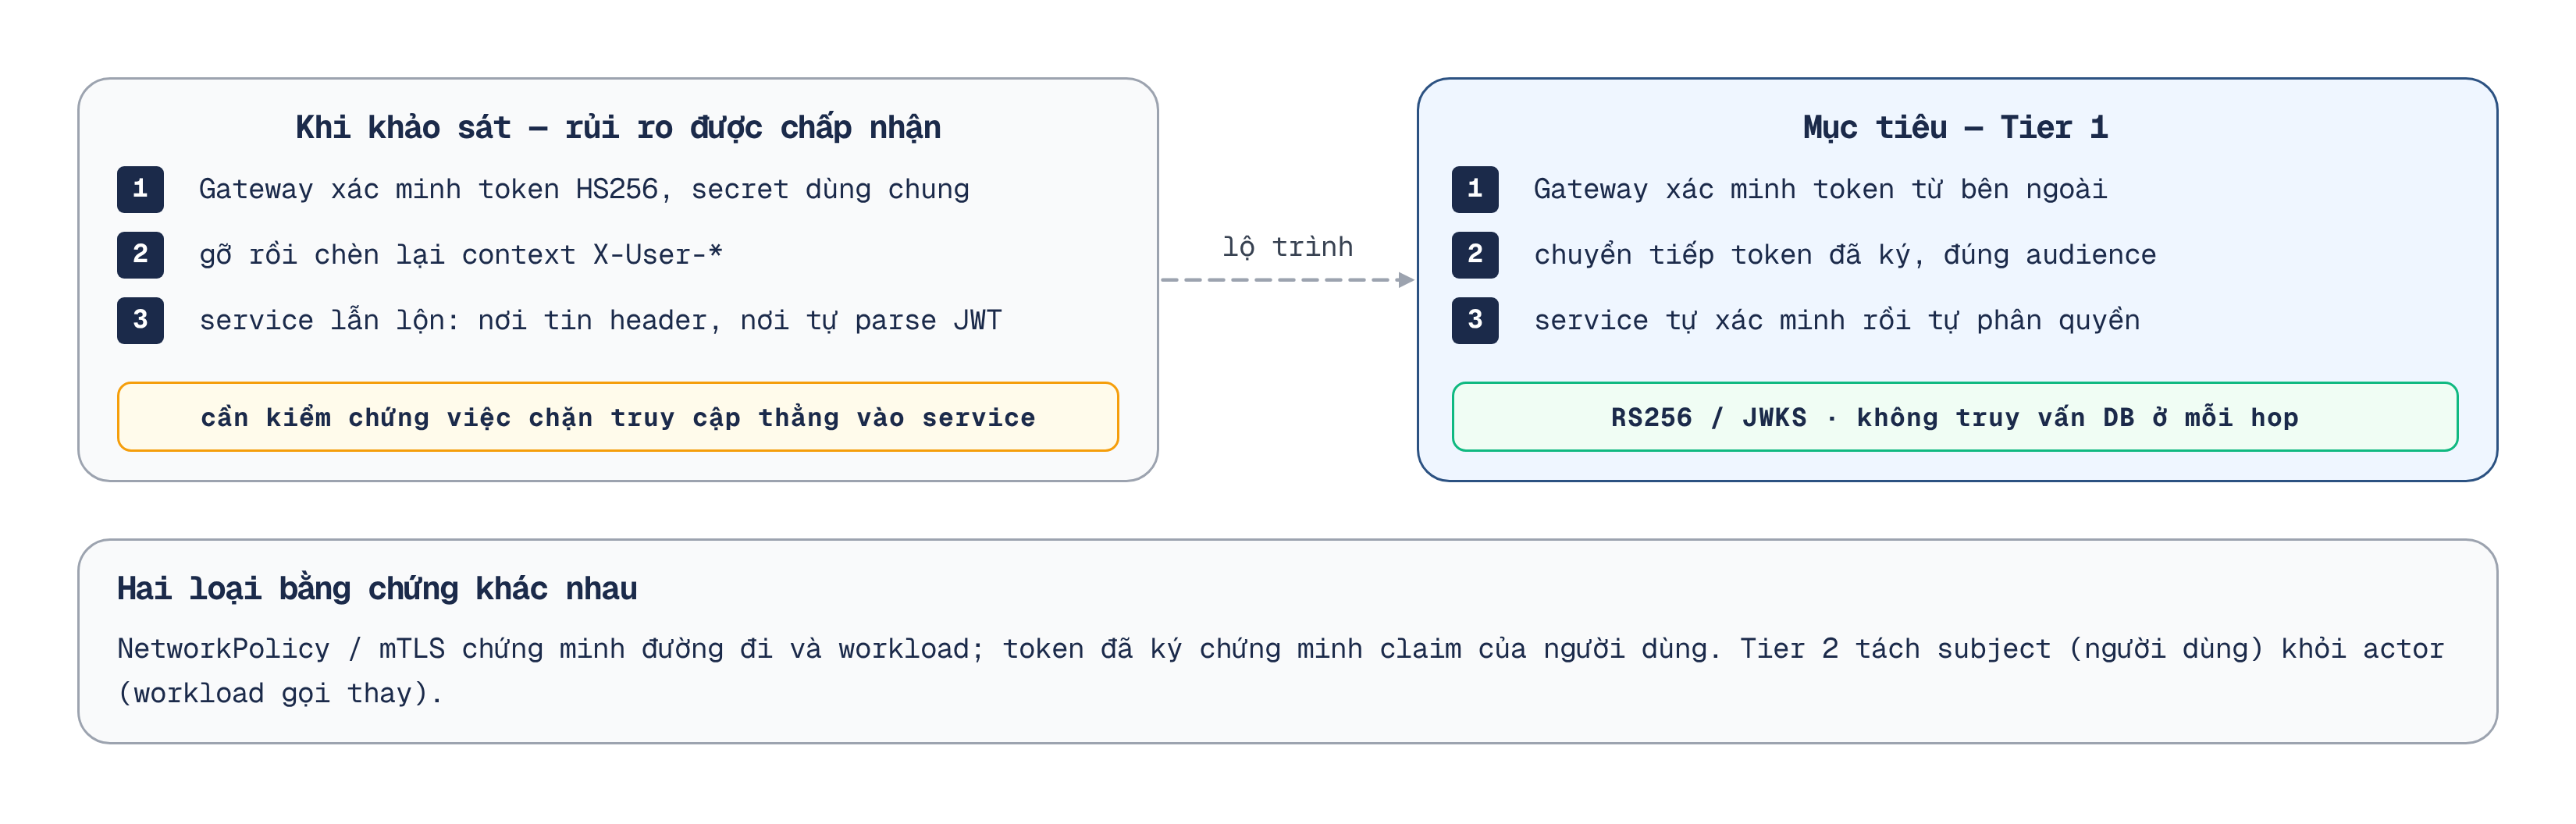 Khi khảo sát — rủi ro được chấp nhận
1 Gateway xác minh token HS256, secret dùng chung
2 gỡ rồi chèn lại context X-User-*
3 service lẫn lộn: nơi tin header, nơi tự parse JWT
cần kiểm chứng việc chặn truy cập thẳng vào service
lộ trình
Mục tiêu — Tier 1
1 Gateway xác minh token từ bên ngoài
2 chuyển tiếp token đã ký, đúng audience
3 service tự xác minh rồi tự phân quyền
RS256 / JWKS · không truy vấn DB ở mỗi hop
Hai loại bằng chứng khác nhau
NetworkPolicy / mTLS chứng minh đường đi và workload; token đã ký chứng minh claim của người dùng. Tier 2 tách subject (người dùng) khỏi actor
(workload gọi thay).